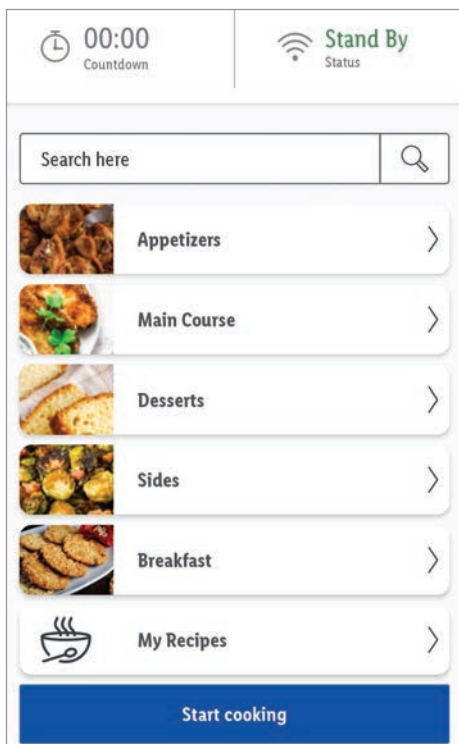 00:00
Countdown
Stand By
Status
Search here
Appetizers
Main Course
Desserts
Sides
Breakfast
My Recipes
Start cooking